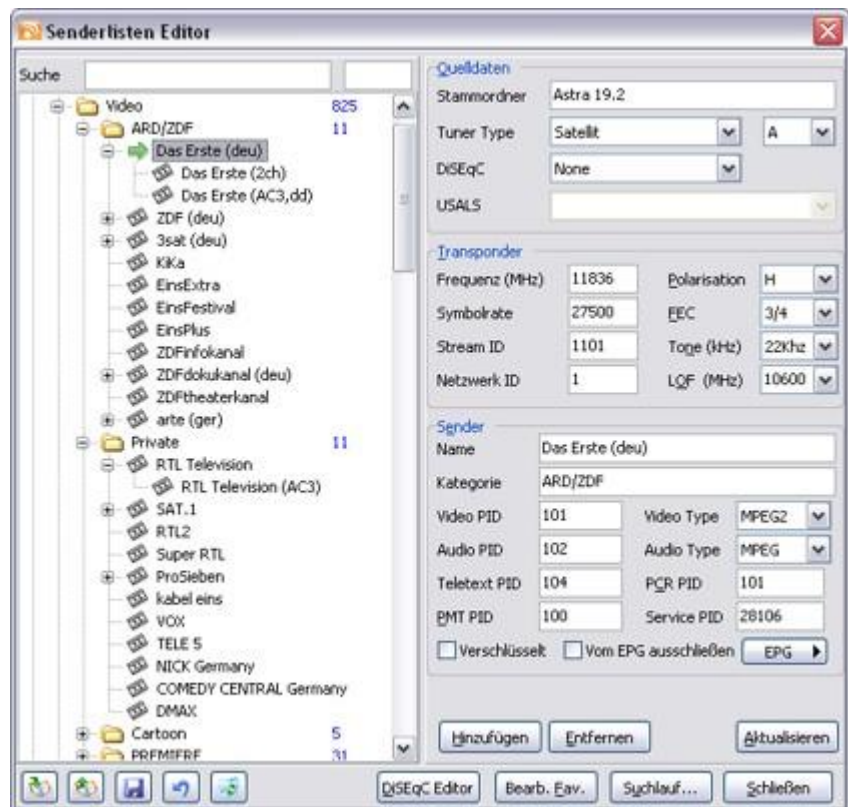 Senderlisten Editor
Suche
Video 825
ARD/ZDF 11
Das Erste (deu)
Das Erste (2ch)
Das Erste (AC3,dd)
ZDF (deu)
3sat (deu)
KiKa
EinsExtra
EinsFestival
EinsPlus
ZDFinfokanal
ZDFdokukanal (deu)
ZDFtheaterkanal
arte (ger)
Private 11
RTL Television
RTL Television (AC3)
SAT.1
RTL2
Super RTL
ProSieben
kabel eins
VOX
TELE 5
NICK Germany
COMEDY CENTRAL Germany
DMAX
Cartoon 5
PREMIERE 31
Quelldaten
Stammordner Astra 19.2
Tuner Type Satellit A
DiSEqC None
USALS
Transponder
Frequenz (MHz) 11836 Polarisation H
Symbolrate 27500 FEC 3/4
Stream ID 1101 Tone (kHz) 22Khz
Netzwerk ID 1 LOF (MHz) 10600
Sender
Name Das Erste (deu)
Kategorie ARD/ZDF
Video PID 101 Video Type MPEG2
Audio PID 102 Audio Type MPEG
Teletext PID 104 PCR PID 101
PMT PID 100 Service PID 28106
Verschlüsselt Vom EPG ausschließen EPG
Hinzufügen Entfernen Aktualisieren
DiSEqC Editor Bearb. Fav. Suchlauf... Schließen